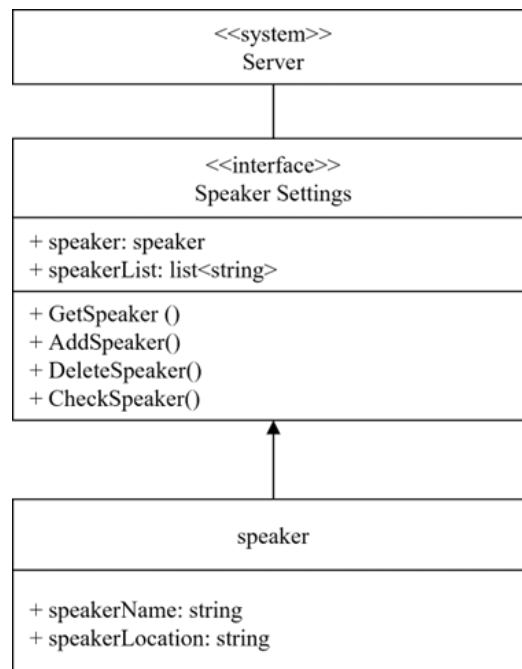 <<system>>
Server
<<interface>>
Speaker Settings
+ speaker: speaker
+ speakerList: list<string>
+ GetSpeaker ()
+ AddSpeaker()
+ DeleteSpeaker()
+ CheckSpeaker()
speaker
+ speakerName: string
+ speakerLocation: string